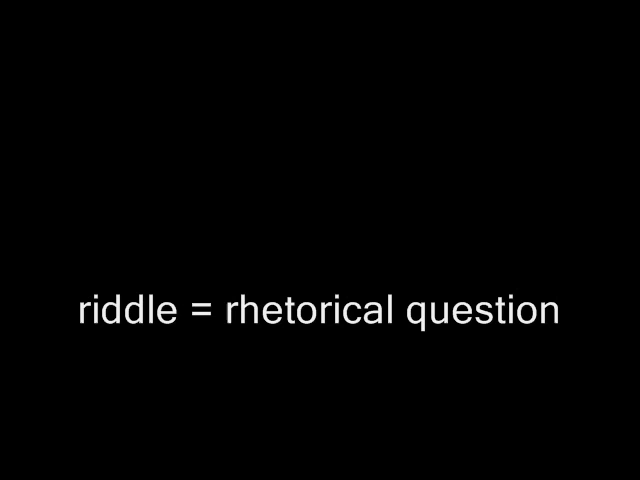 riddle = rhetorical question